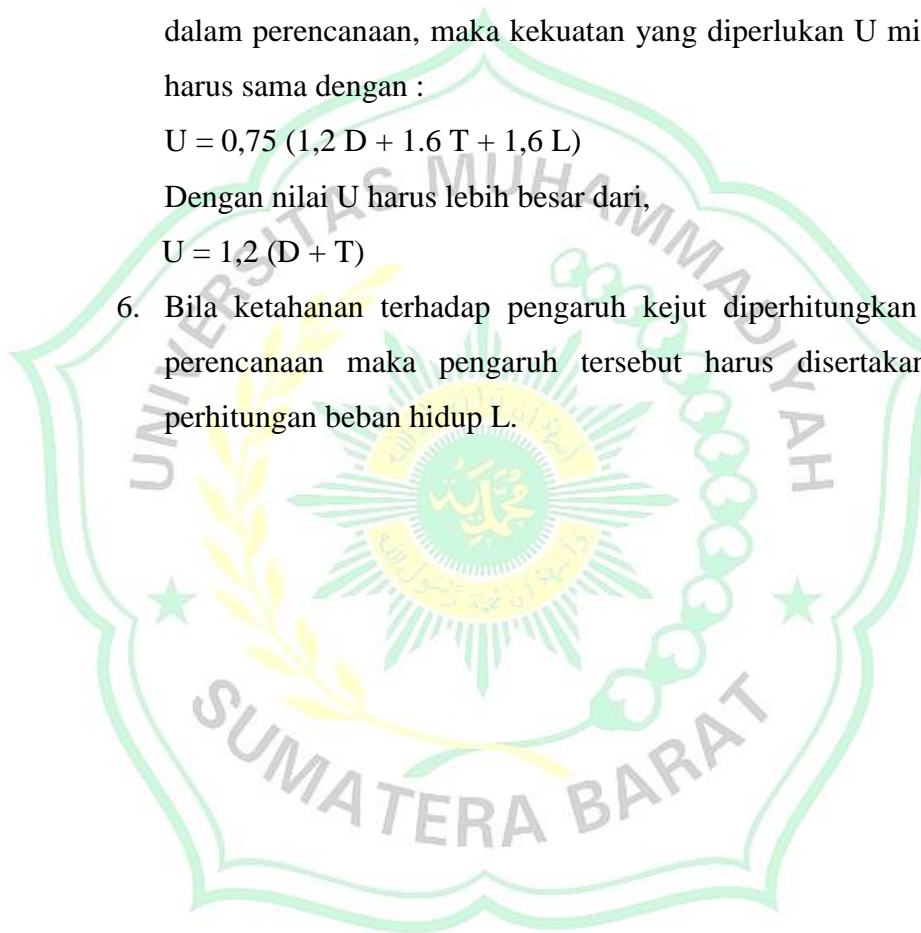 dalam perencanaan, maka kekuatan yang diperlukan U mi
harus sama dengan :
U = 0,75 (1,2 D + 1.6 T + 1,6 L)
Dengan nilai U harus lebih besar dari,
U = 1,2 (D + T)
6. Bila ketahanan terhadap pengaruh kejut diperhitungkan
perencanaan maka pengaruh tersebut harus disertakan
perhitungan beban hidup L.
UNIVERSITAS MUHAMMADIYAH
SUMATERA BARAT